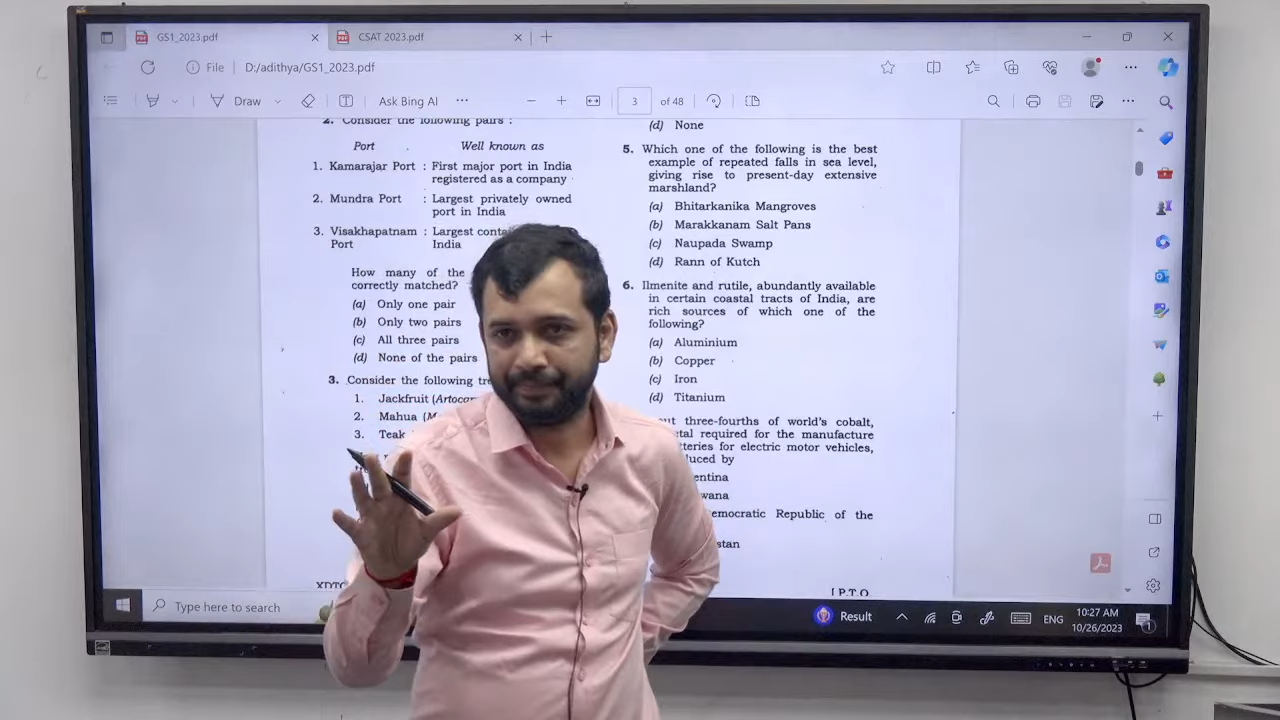 GS1_2023.pdf
CSAT 2023.pdf
File
D:/adithya/GS1_2023.pdf
Draw
Ask Bing AI
3
of 48
2. Consider the following pairs :
Port
Well known as
1. Kamarajar Port : First major port in India
registered as a company
2. Mundra Port : Largest privately owned
port in India
3. Visakhapatnam :
Port
Largest
India
How many of the
correctly matched?
(a) Only one pair
(b) Only two pairs
(c) All three pairs
(d) None of the pairs
3. Consider the following
1. Jackfruit
2. Mahua
3. Teak
(d) None
5. Which one of the following is the best
example of repeated falls in sea level,
giving rise to present-day extensive
marshland?
(a) Bhitarkanika Mangroves
(b) Marakkanam Salt Pans
(c) Naupada Swamp
(d) Rann of Kutch
6. Ilmenite and rutile, abundantly available
in certain coastal tracts of India, are
rich sources of which one of the
following?
(a) Aluminium
(b) Copper
(c) Iron
(d) Titanium
three-fourths of world's cobalt,
required for the manufacture
for electric motor vehicles,
by
Democratic Republic of the
[ P.T.O.
Type here to search
Result
ENG
10:27 AM
10/26/2023
1